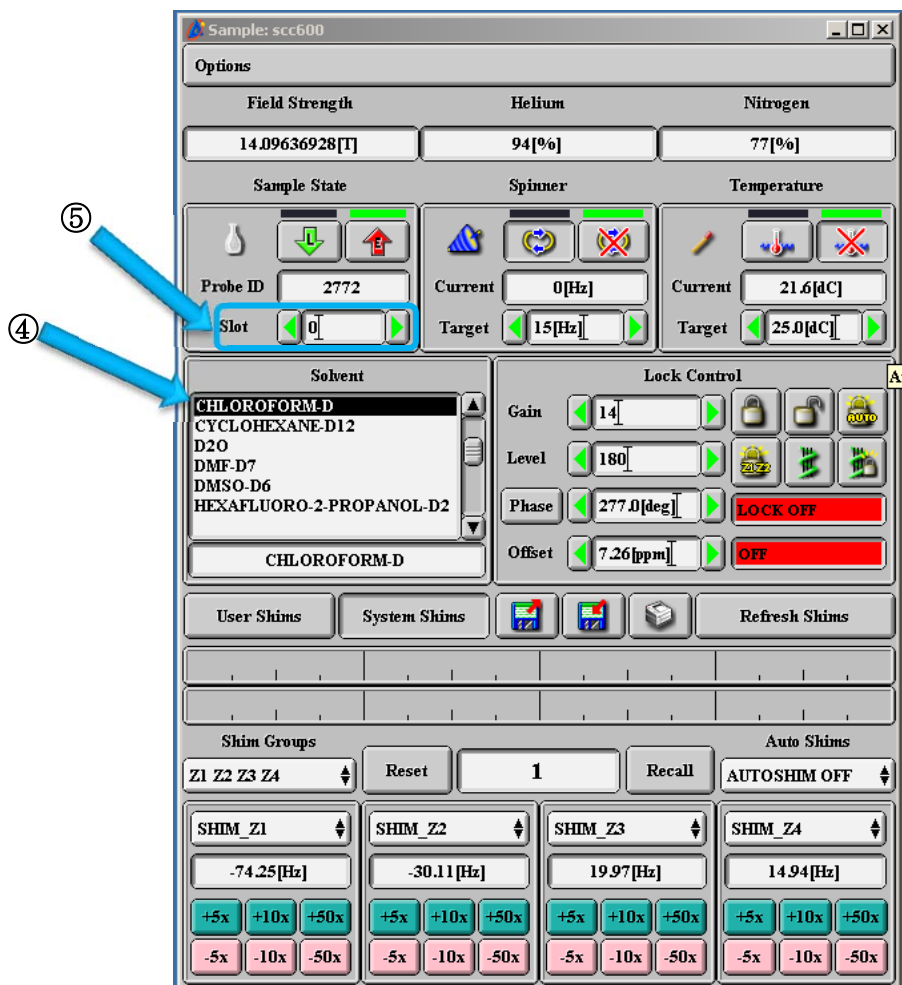 Sample: scc600
Options
Field Strength Helium Nitrogen
14.09636928[T] 94[%] 77[%]
Sample State Spinner Temperature
⑤
L E
Probe ID 2772 Current 0[Hz] Current 21.6[dC]
Slot 0 Target 15[Hz] Target 25.0[dC]
④
Solvent Lock Control
CHLOROFORM-D
CYCLOHEXANE-D12
D2O
DMF-D7
DMSO-D6
HEXAFLUORO-2-PROPANOL-D2
CHLOROFORM-D
Gain 14 AUTO
Level 180 Z1 Z2
Phase 277.0[deg] LOCK OFF
Offset 7.26[ppm] OFF
User Shims System Shims Refresh Shims
Shim Groups Auto Shims
Z1 Z2 Z3 Z4 Reset 1 Recall AUTOSHIM OFF
SHIM_Z1 SHIM_Z2 SHIM_Z3 SHIM_Z4
-74.25[Hz] -30.11[Hz] 19.97[Hz] 14.94[Hz]
+5x +10x +50x +5x +10x +50x +5x +10x +50x +5x +10x +50x
-5x -10x -50x -5x -10x -50x -5x -10x -50x -5x -10x -50x